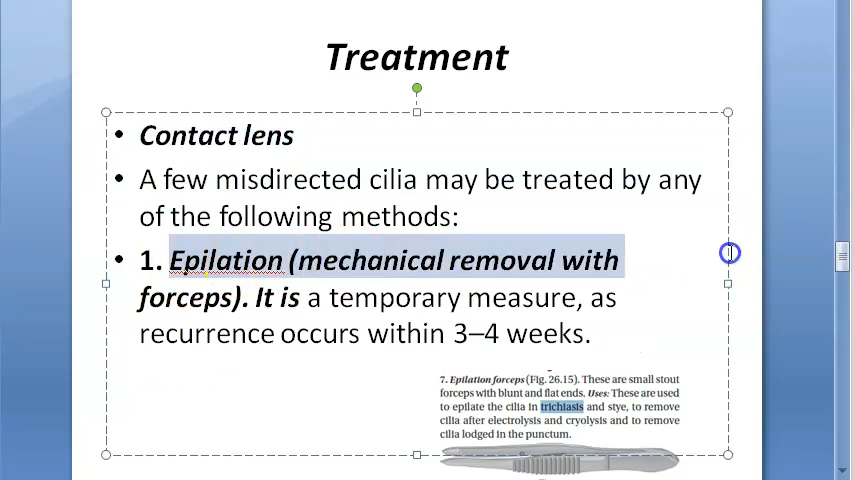 Treatment
• Contact lens
• A few misdirected cilia may be treated by any
of the following methods:
• 1. Epilation (mechanical removal with
forceps). It is a temporary measure, as
recurrence occurs within 3–4 weeks.
7. Epilation forceps (Fig. 26.15). These are small stout
forceps with blunt and flat ends. Uses: These are used
to epilate the cilia in trichiasis and stye, to remove
cilia after electrolysis and cryolysis and to remove
cilia lodged in the punctum.